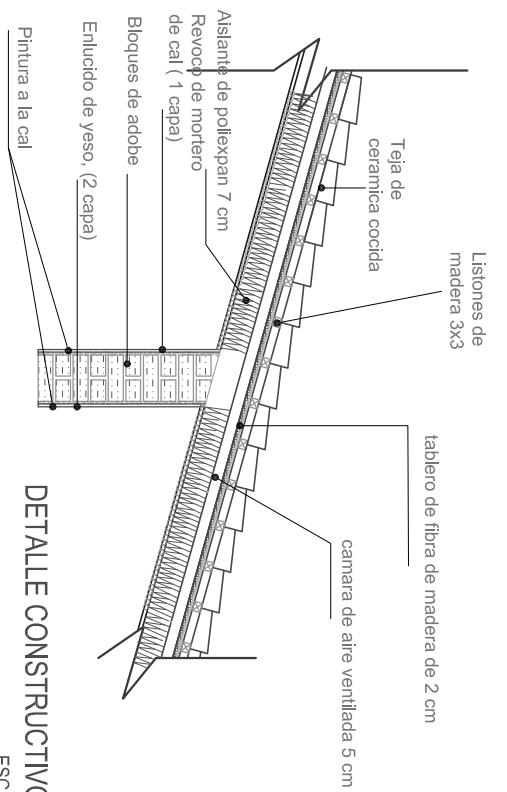 Aislante de poliexpan 7 cm
Revoco de mortero
de cal ( 1 capa)
Bloques de adobe
Enlucido de yeso, (2 capa)
Pintura a la cal
Teja de
ceramica cocida
Listones de
madera 3x3
tablero de fibra de madera de 2 cm
camara de aire ventilada 5 cm
DETALLE CONSTRUCTIVO
ESC